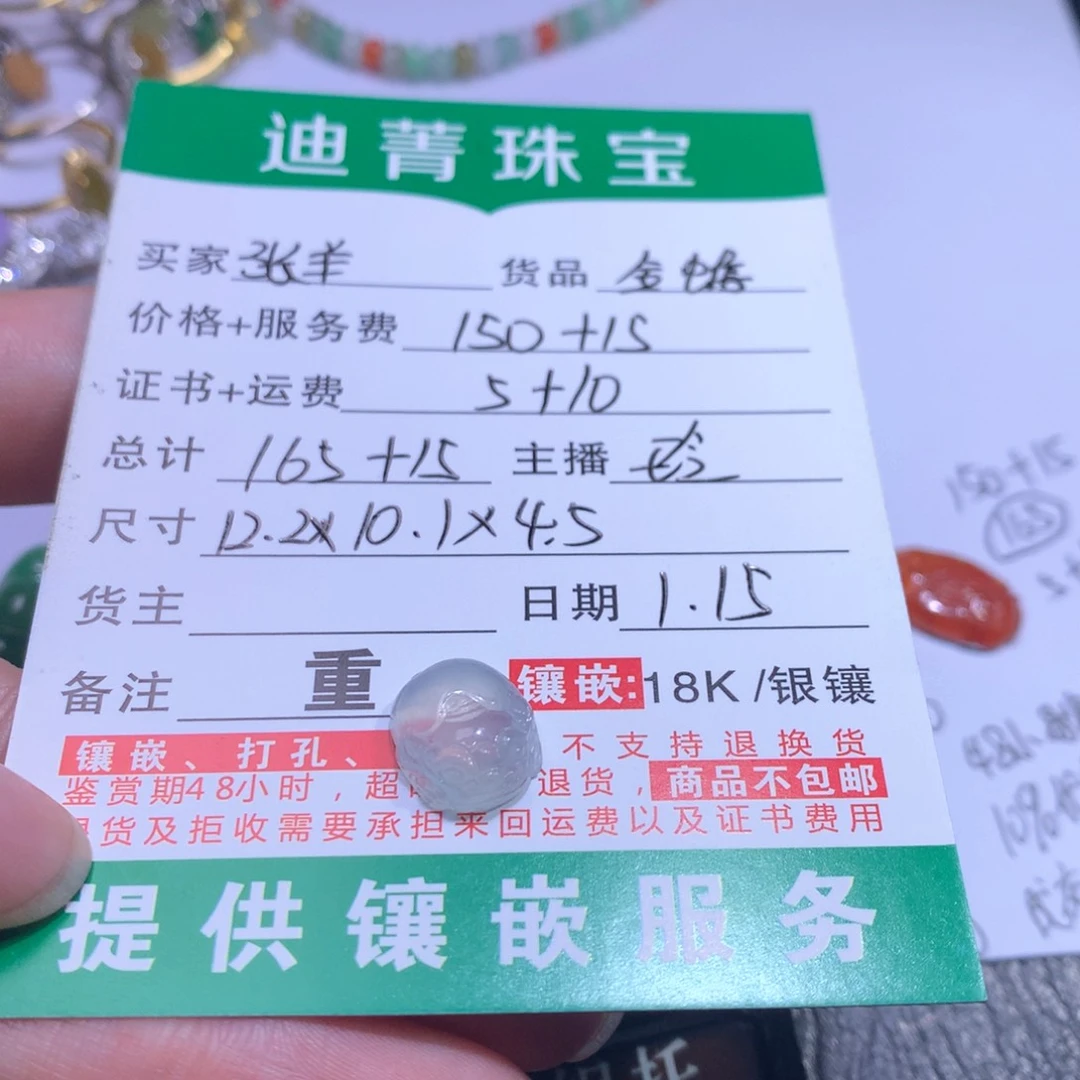 迪菁珠宝
买家 张羊 货品 金蟾
价格+服务费 150+15
证书+运费 5+10
总计 165+15 主播
尺寸 12.2×10.1×4.5
货主 日期 1.15
备注 重 镶嵌:18K/银镶
镶嵌、打孔、 不支持退换货
鉴赏期48小时,超 退货,商品不包邮
货及拒收需要承担来回运费以及证书费用
提供镶嵌服务
150+15
165